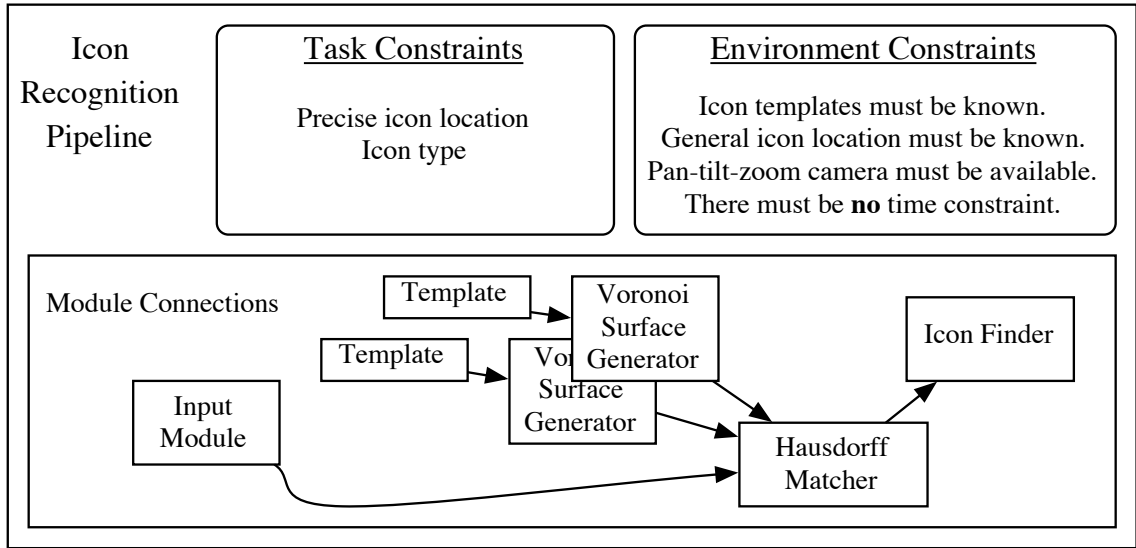 Icon
Recognition
Pipeline
Task Constraints
Precise icon location
Icon type
Environment Constraints
Icon templates must be known.
General icon location must be known.
Pan-tilt-zoom camera must be available.
There must be no time constraint.
Module Connections
Template
Voronoi
Surface
Generator
Template
Surface
Generator
Input
Module
Icon Finder
Hausdorff
Matcher